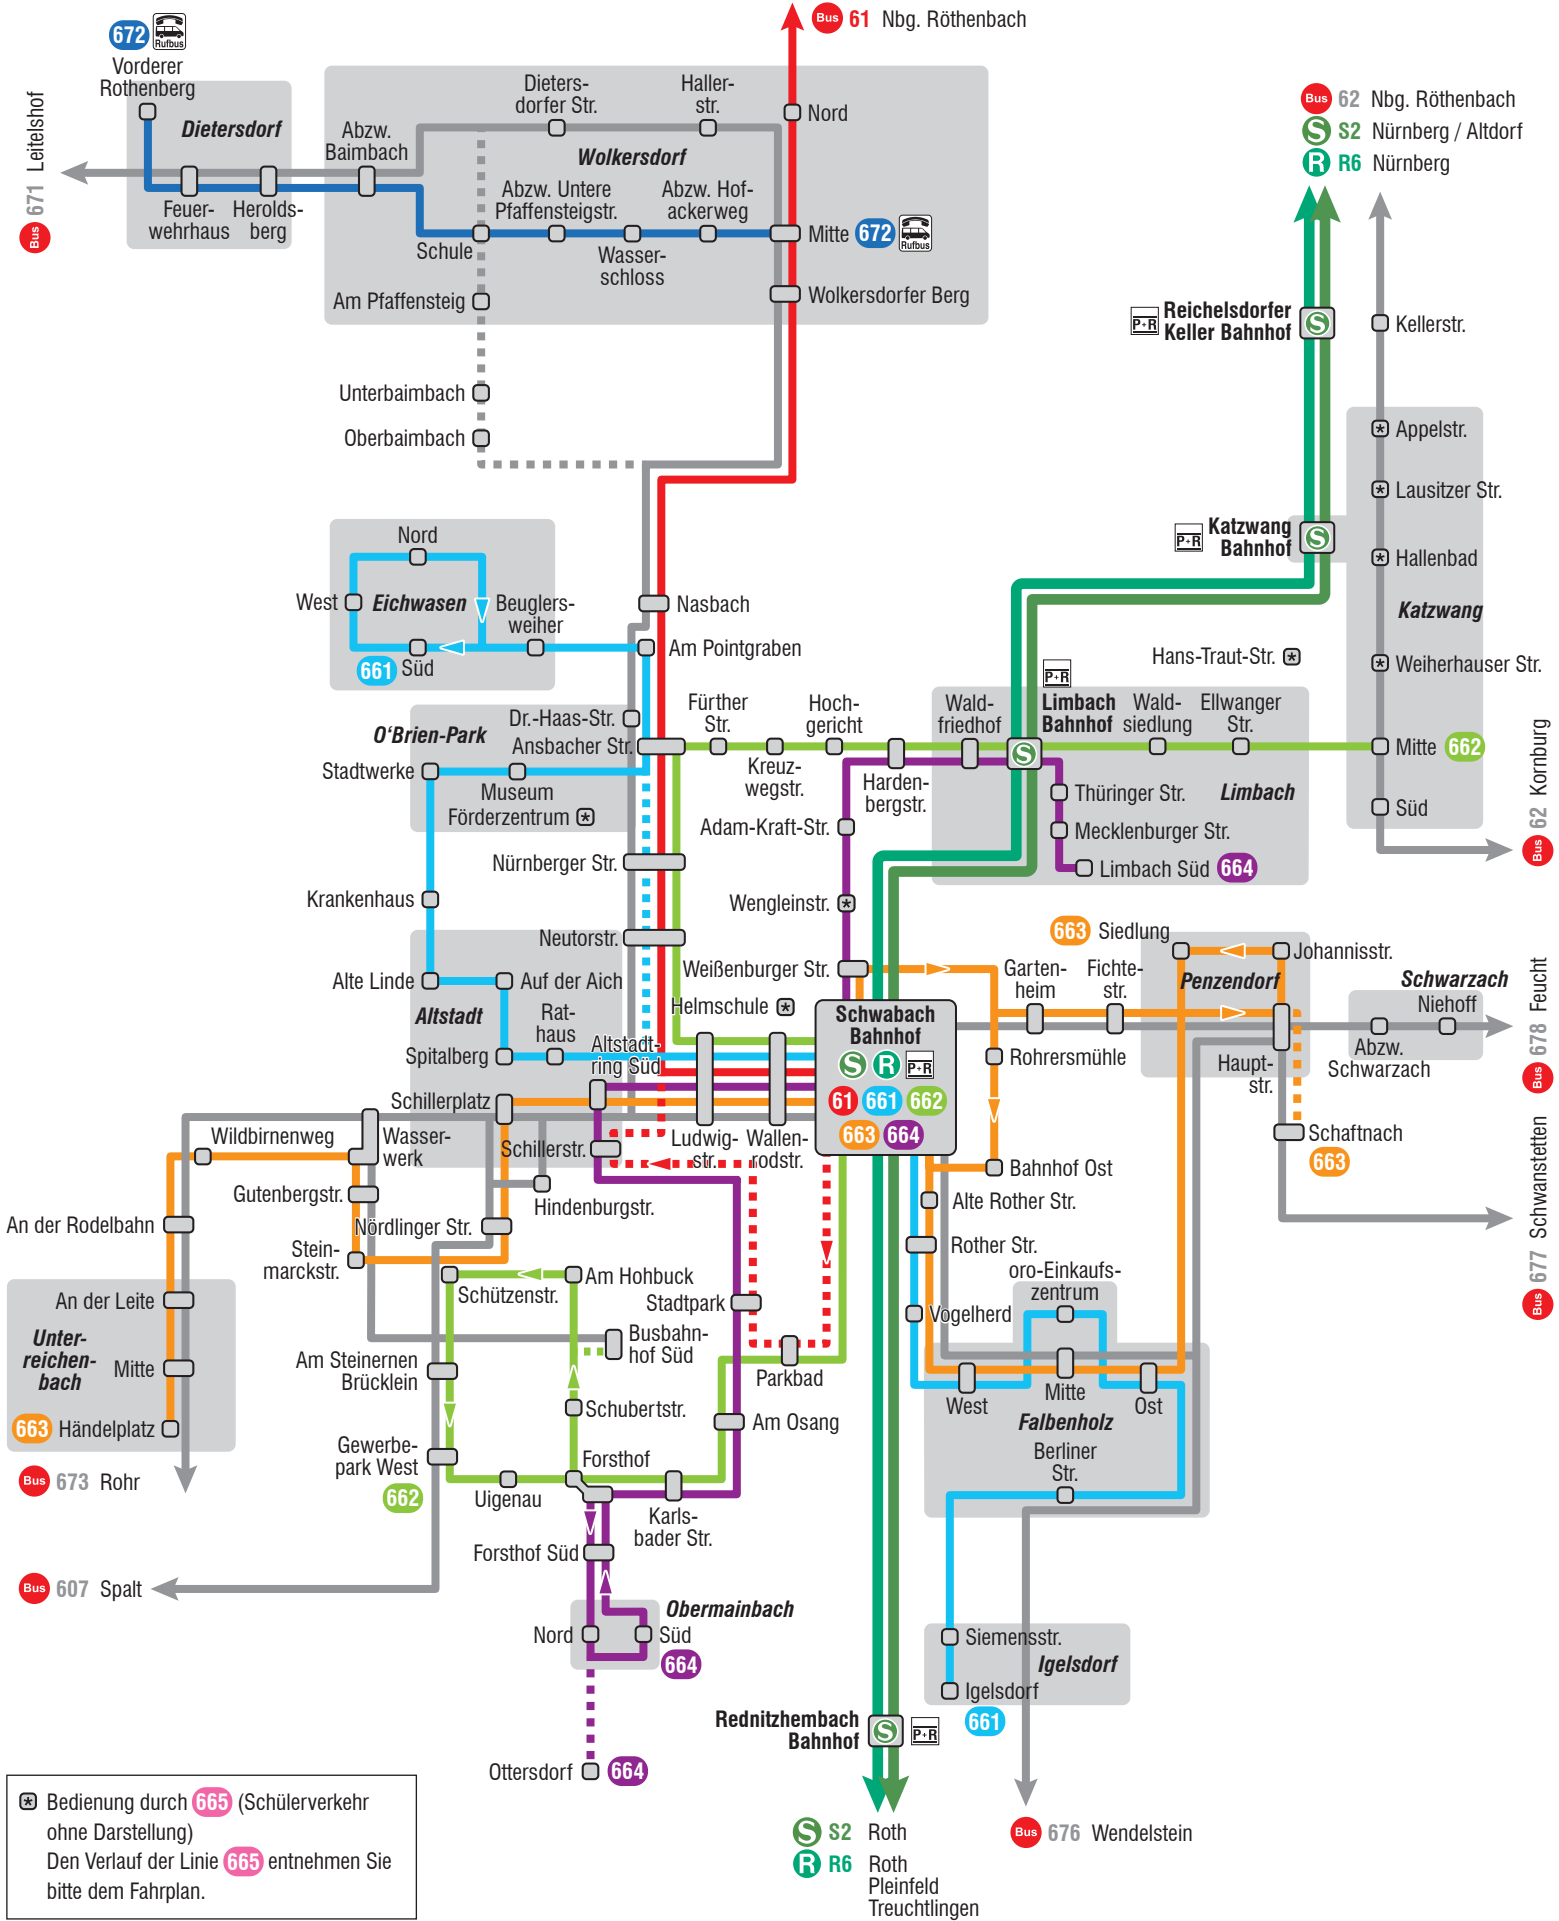 Bus 61 Nbg. Röthenbach
672 Rufbus
Vorderer
Rothenberg
Dietersdorf
Bus 671 Leitelshof
Feuer-
wehrhaus
Herolds-
berg
Abzw.
Baimbach
Dieters-
dorfer Str.
Haller-
str.
Nord
Wolkersdorf
Abzw. Untere
Pfaffensteigstr.
Abzw. Hof-
ackerweg
Schule
Wasser-
schloss
Mitte 672 Rufbus
Am Pfaffensteig
Wolkersdorfer Berg
Unterbaimbach
Oberbaimbach
Bus 62 Nbg. Röthenbach
S S2 Nürnberg / Altdorf
R R6 Nürnberg
P+R Reichelsdorfer
Keller Bahnhof
S
Kellerstr.
Appelstr.
Lausitzer Str.
P+R Katzwang
Bahnhof
S
Hallenbad
Katzwang
Weiherhauser Str.
Mitte 662
Süd
Bus 62 Kornburg
Nord
West
Eichwasen
Beuglers-
weiher
661 Süd
Nasbach
Am Pointgraben
Dr.-Haas-Str.
O'Brien-Park
Ansbacher Str.
Stadtwerke
Museum
Förderzentrum
Fürther
Str.
Kreuz-
wegstr.
Hoch-
gericht
Harden-
bergstr.
Wald-
friedhof
P+R
Limbach
Bahnhof
S
Hans-Traut-Str.
Wald-
siedlung
Ellwanger
Str.
Thüringer Str.
Limbach
Mecklenburger Str.
Limbach Süd 664
Adam-Kraft-Str.
Nürnberger Str.
Krankenhaus
Wengleinstr.
Neutorstr.
Weißenburger Str.
Alte Linde
Auf der Aich
Altstadt
Helmschule
Rat-
haus
Spitalberg
Altstadt-
ring Süd
Schwabach
Bahnhof
S R P+R
61 661 662
663 664
663 Siedlung
Johannisstr.
Penzendorf
Garten-
heim
Fichte-
str.
Schwarzach
Niehoff
Abzw.
Schwarzach
Bus 678 Feucht
Rohrersmühle
Haupt-
str.
Schaftnach
663
Bus 677 Schwanstetten
Schillerplatz
Wildbirnenweg
Wasser-
werk
Schillerstr.
Ludwig-
str.
Wallen-
rodstr.
Bahnhof Ost
Gutenbergstr.
Hindenburgstr.
An der Rodelbahn
Nördlinger Str.
Stein-
marckstr.
Alte Rother Str.
Rother Str.
oro-Einkaufs-
zentrum
Am Hohbuck
Schützenstr.
Stadtpark
Vogelherd
An der Leite
Unter-
reichen-
bach
Mitte
663 Händelplatz
Bus 673 Rohr
Am Steinernen
Brücklein
Busbahn-
hof Süd
Parkbad
West
Mitte
Ost
Falbenholz
Schubertstr.
Am Osang
Gewerbe-
park West
662
Forsthof
Uigenau
Karls-
bader Str.
Berliner
Str.
Forsthof Süd
Bus 607 Spalt
Obermainbach
Nord
Süd
664
Siemensstr.
Igelsdorf
Igelsdorf
661
Rednitzhembach
Bahnhof
S P+R
Ottersdorf 664
Bedienung durch 665 (Schülerverkehr
ohne Darstellung)
Den Verlauf der Linie 665 entnehmen Sie
bitte dem Fahrplan.
S S2 Roth
R R6 Roth
Pleinfeld
Treuchtlingen
Bus 676 Wendelstein